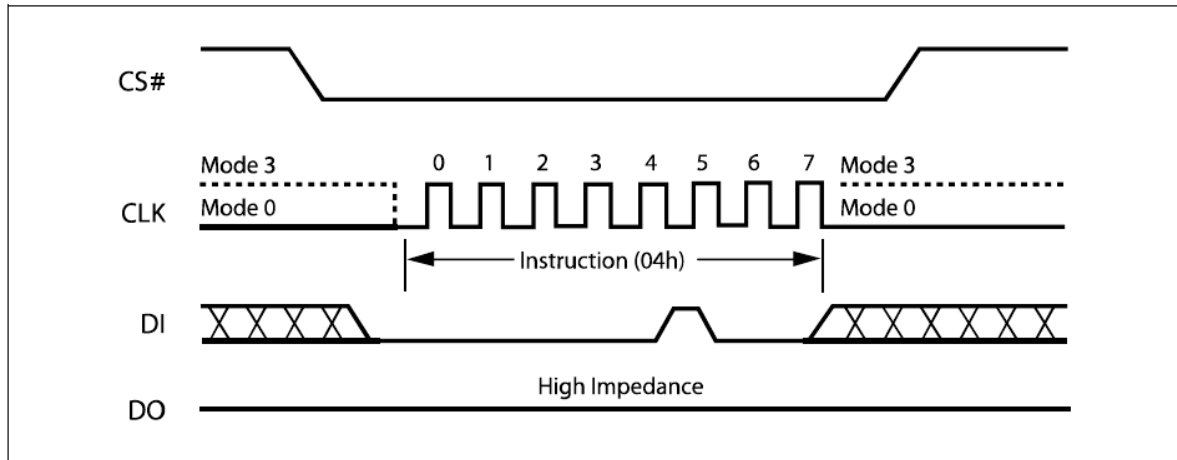 CS#
Mode 3 0 1 2 3 4 5 6 7 Mode 3
CLK Mode 0 Mode 0
Instruction (04h)
DI
High Impedance
DO